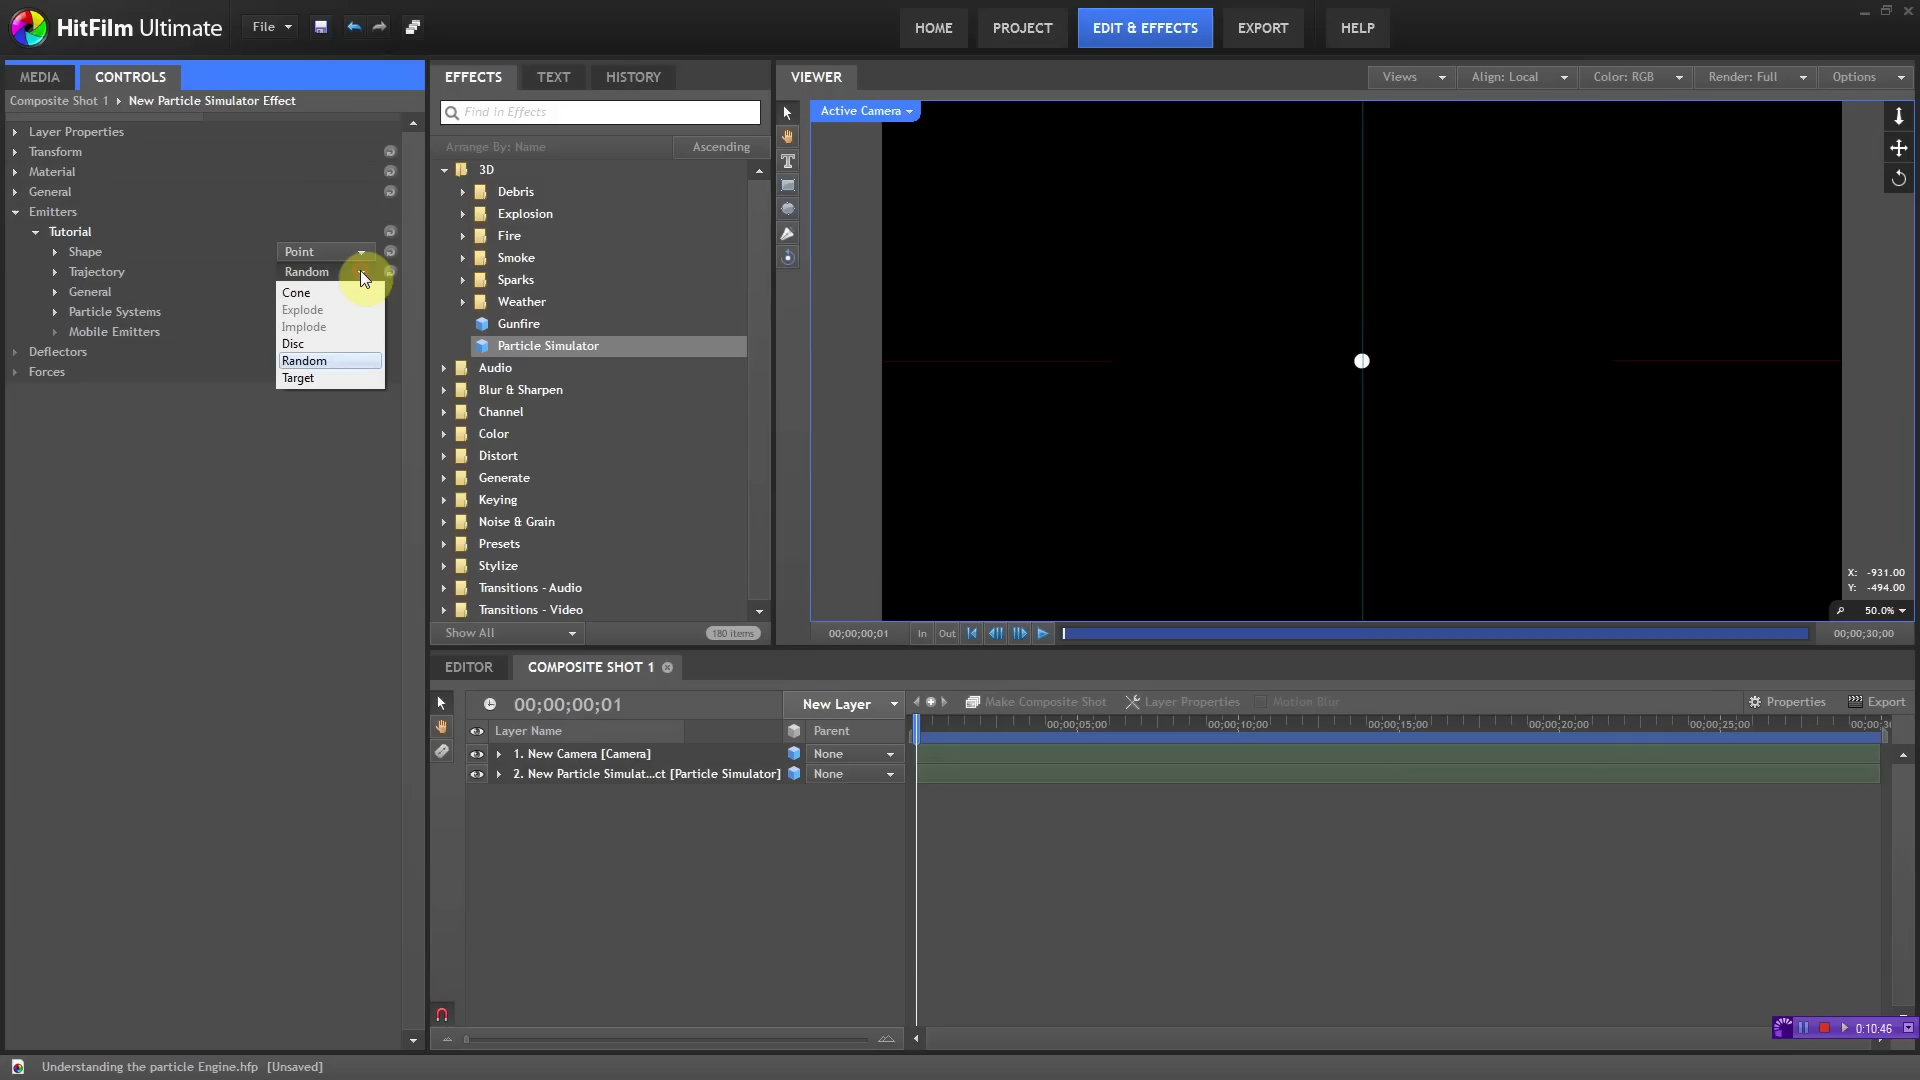 HitFilm Ultimate File HOME PROJECT EDIT & EFFECTS EXPORT HELP
MEDIA CONTROLS
Composite Shot 1 New Particle Simulator Effect
Layer Properties
Transform
Material
General
Emitters
Tutorial
Shape Point
Trajectory Random
General
Particle Systems
Mobile Emitters
Deflectors
Forces
Cone
Explode
Implode
Disc
Random
Target
EFFECTS TEXT HISTORY
Find in Effects
Arrange By: Name Ascending
3D
Debris
Explosion
Fire
Smoke
Sparks
Weather
Gunfire
Particle Simulator
Audio
Blur & Sharpen
Channel
Color
Distort
Generate
Keying
Noise & Grain
Presets
Stylize
Transitions - Audio
Transitions - Video
Show All 180 items
VIEWER Views Align: Local Color: RGB Render: Full Options
Active Camera
X: -931.00
Y: -494.00
50.0%
00;00;00;01 In Out 00;00;30;00
EDITOR COMPOSITE SHOT 1
00;00;00;01 New Layer Make Composite Shot Layer Properties Motion Blur Properties Export
Layer Name Parent 00;00;05;00 00;00;10;00 00;00;15;00 00;00;20;00 00;00;25;00 00;00;3
1. New Camera [Camera] None
2. New Particle Simulat...ct [Particle Simulator] None
0:10:46
Understanding the particle Engine.hfp [Unsaved]